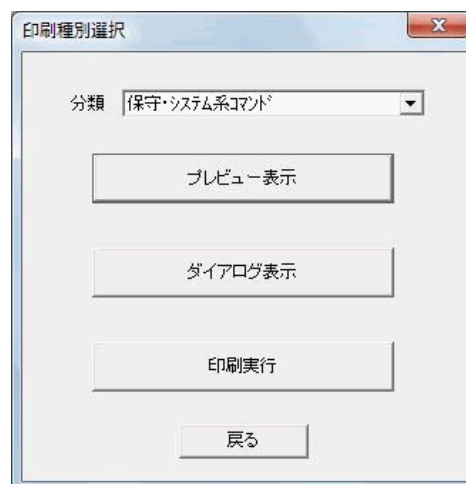 印刷種別選択
分類 保守・システム系ｺﾏﾝﾄﾞ
プレビュー表示
ダイアログ表示
印刷実行
戻る